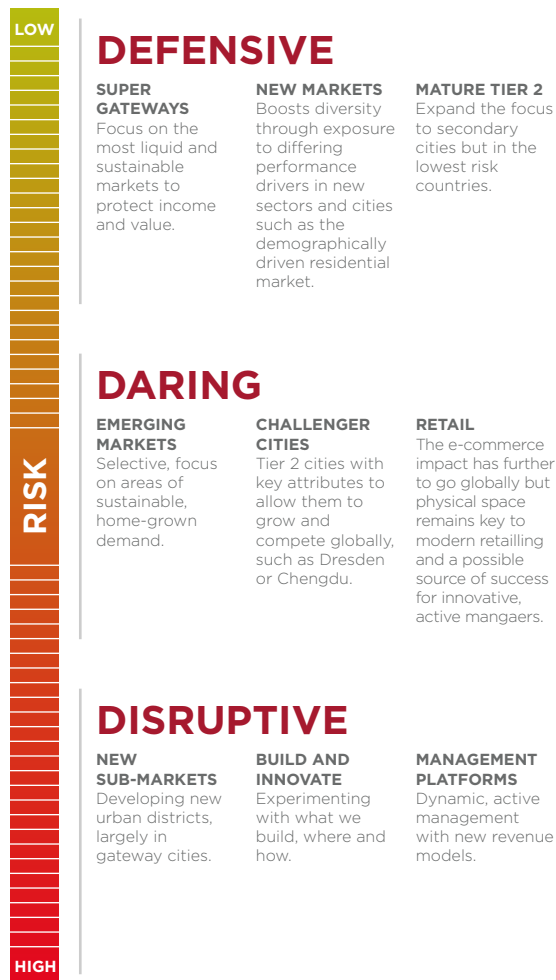 LOW
DEFENSIVE
SUPER
GATEWAYS
Focus on the
most liquid and
sustainable
markets to
protect income
and value.
NEW MARKETS
Boosts diversity
through exposure
to differing
performance
drivers in new
sectors and cities
such as the
demographically
driven residential
market.
MATURE TIER 2
Expand the focus
to secondary
cities but in the
lowest risk
countries.
RISK
DARING
EMERGING
MARKETS
Selective, focus
on areas of
sustainable,
home-grown
demand.
CHALLENGER
CITIES
Tier 2 cities with
key attributes to
allow them to
grow and
compete globally,
such as Dresden
or Chengdu.
RETAIL
The e-commerce
impact has further
to go globally but
physical space
remains key to
modern retailling
and a possible
source of success
for innovative,
active mangaers.
DISRUPTIVE
NEW
SUB-MARKETS
Developing new
urban districts,
largely in
gateway cities.
BUILD AND
INNOVATE
Experimenting
with what we
build, where and
how.
MANAGEMENT
PLATFORMS
Dynamic, active
management
with new revenue
models.
HIGH